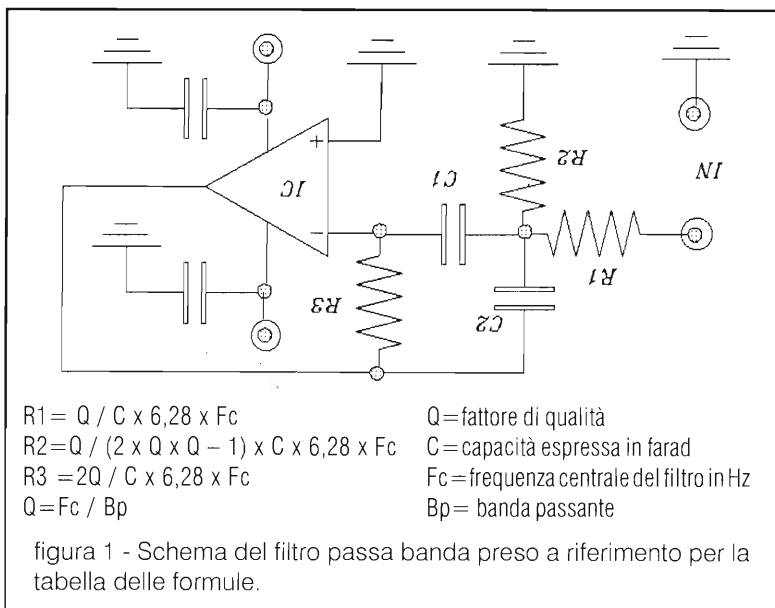 IC
+
−
C1
R2
IN
R1
C2
R3
R1= Q / C x 6,28 x Fc
R2=Q / (2 x Q x Q − 1) x C x 6,28 x Fc
R3 =2Q / C x 6,28 x Fc
Q=Fc / Bp
Q=fattore di qualità
C=capacità espressa in farad
Fc=frequenza centrale del filtro in Hz
Bp= banda passante
figura 1 - Schema del filtro passa banda preso a riferimento per la
tabella delle formule.